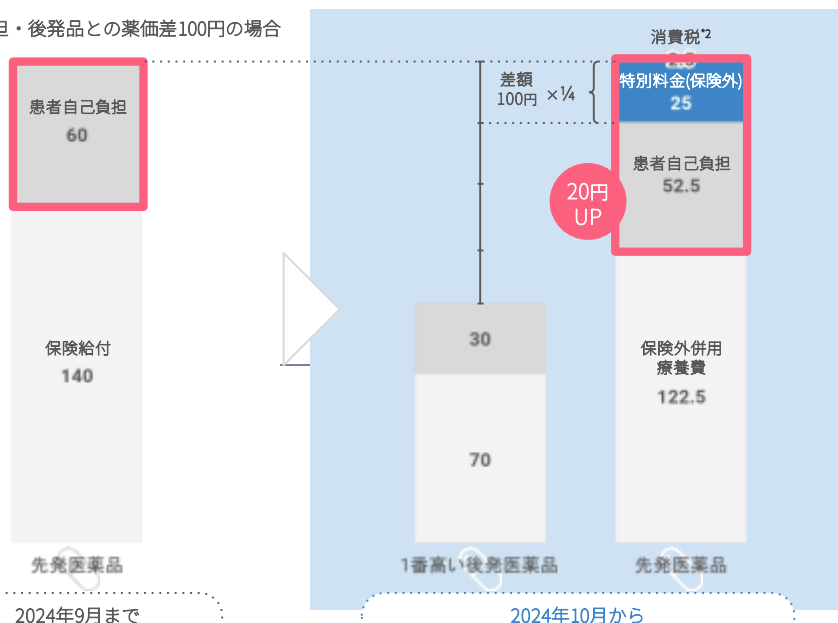 ・後発品との薬価差100円の場合
消費税*2
2.5
特別料金(保険外)
25
差額
100円 ×¼
患者自己負担
60
患者自己負担
52.5
20円
UP
保険給付
140
30
70
保険外併用
療養費
122.5
先発医薬品
1番高い後発医薬品
先発医薬品
2024年9月まで
2024年10月から